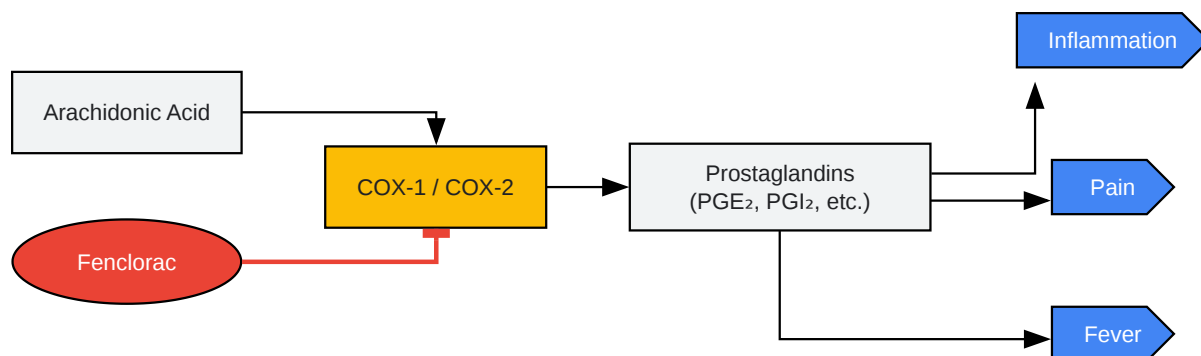 Inflammation
Arachidonic Acid
COX-1 / COX-2
Prostaglandins
(PGE₂, PGI₂, etc.)
Pain
Fenclorac
Fever